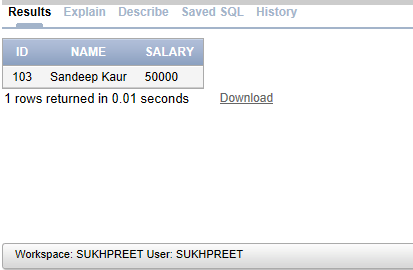 Results Explain Describe Saved SQL History
ID NAME SALARY
103 Sandeep Kaur 50000
1 rows returned in 0.01 seconds Download
Workspace: SUKHPREET User: SUKHPREET